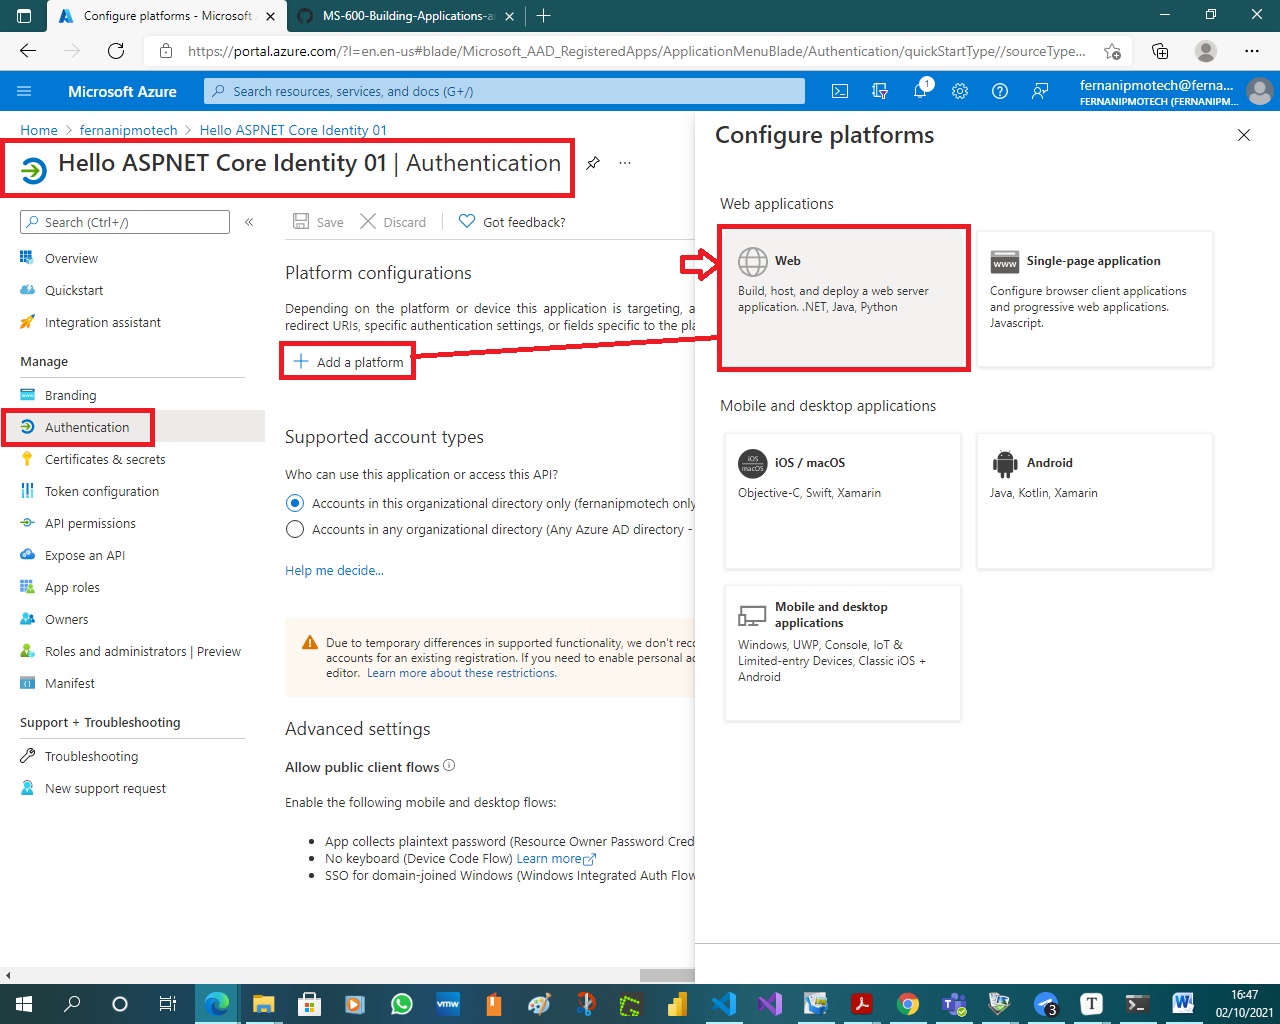 Configure platforms - Microsoft
MS-600-Building-Applications-a
https://portal.azure.com/?l=en.en-us#blade/Microsoft_AAD_RegisteredApps/ApplicationMenuBlade/Authentication/quickStartType//sourceType...
Microsoft Azure
Search resources, services, and docs (G+/)
1
fernanipmotech@ferna...
FERNANIPMOTECH (FERNANIPM...
Home > fernanipmotech > Hello ASPNET Core Identity 01
Hello ASPNET Core Identity 01 | Authentication
...
Search (Ctrl+/)
«
Overview
Quickstart
Integration assistant
Manage
Branding
Authentication
Certificates & secrets
Token configuration
API permissions
Expose an API
App roles
Owners
Roles and administrators | Preview
Manifest
Support + Troubleshooting
Troubleshooting
New support request
Save
Discard
Got feedback?
Platform configurations
Depending on the platform or device this application is targeting, a
redirect URIs, specific authentication settings, or fields specific to the pla
Add a platform
Supported account types
Who can use this application or access this API?
Accounts in this organizational directory only (fernanipmotech only
Accounts in any organizational directory (Any Azure AD directory -
Help me decide...
Due to temporary differences in supported functionality, we don't reco
accounts for an existing registration. If you need to enable personal ac
editor. Learn more about these restrictions.
Advanced settings
Allow public client flows
Enable the following mobile and desktop flows:
• App collects plaintext password (Resource Owner Password Cred
• No keyboard (Device Code Flow) Learn more
• SSO for domain-joined Windows (Windows Integrated Auth Flow
Configure platforms
Web applications
Web
Build, host, and deploy a web server
application. .NET, Java, Python
www
Single-page application
Configure browser client applications
and progressive web applications.
Javascript.
Mobile and desktop applications
iOS
macOS
iOS / macOS
Objective-C, Swift, Xamarin
Android
Java, Kotlin, Xamarin
Mobile and desktop
applications
Windows, UWP, Console, IoT &
Limited-entry Devices, Classic iOS +
Android
vmw
3
T
W
16:47
02/10/2021